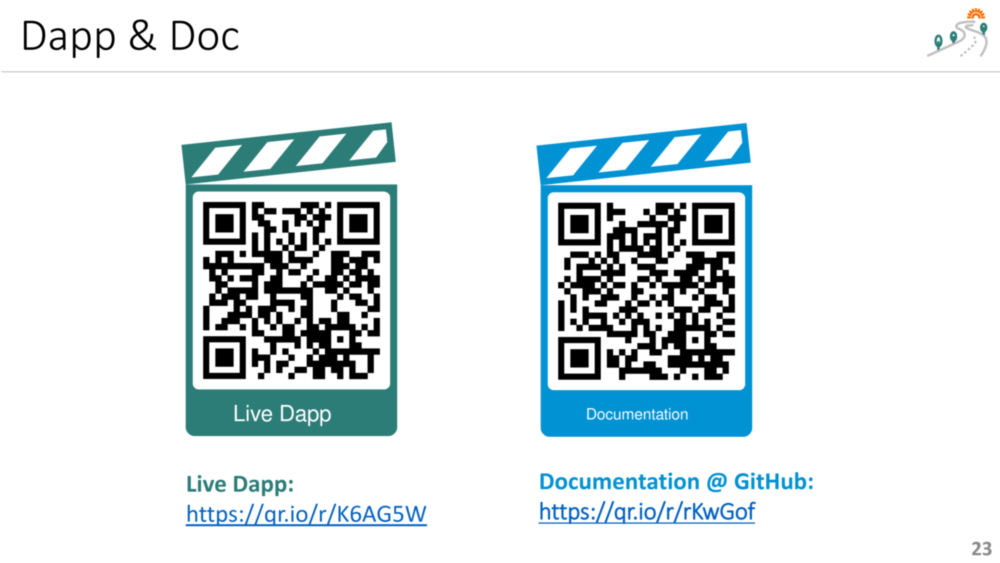 Dapp & Doc
Live Dapp
Documentation
Live Dapp:
https://qr.io/r/K6AG5W
Documentation @ GitHub:
https://qr.io/r/rKwGof
23